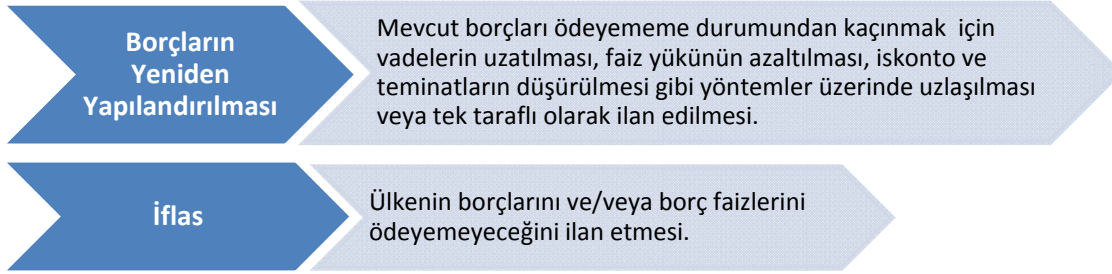 Borçların
Yeniden
Yapılandırılması
Mevcut borçları ödeyememe durumundan kaçınmak için
vadelerin uzatılması, faiz yükünün azaltılması, iskonto ve
teminatların düşürülmesi gibi yöntemler üzerinde uzlaşılması
veya tek taraflı olarak ilan edilmesi.
İflas
Ülkenin borçlarını ve/veya borç faizlerini
ödeyemeyeceğini ilan etmesi.